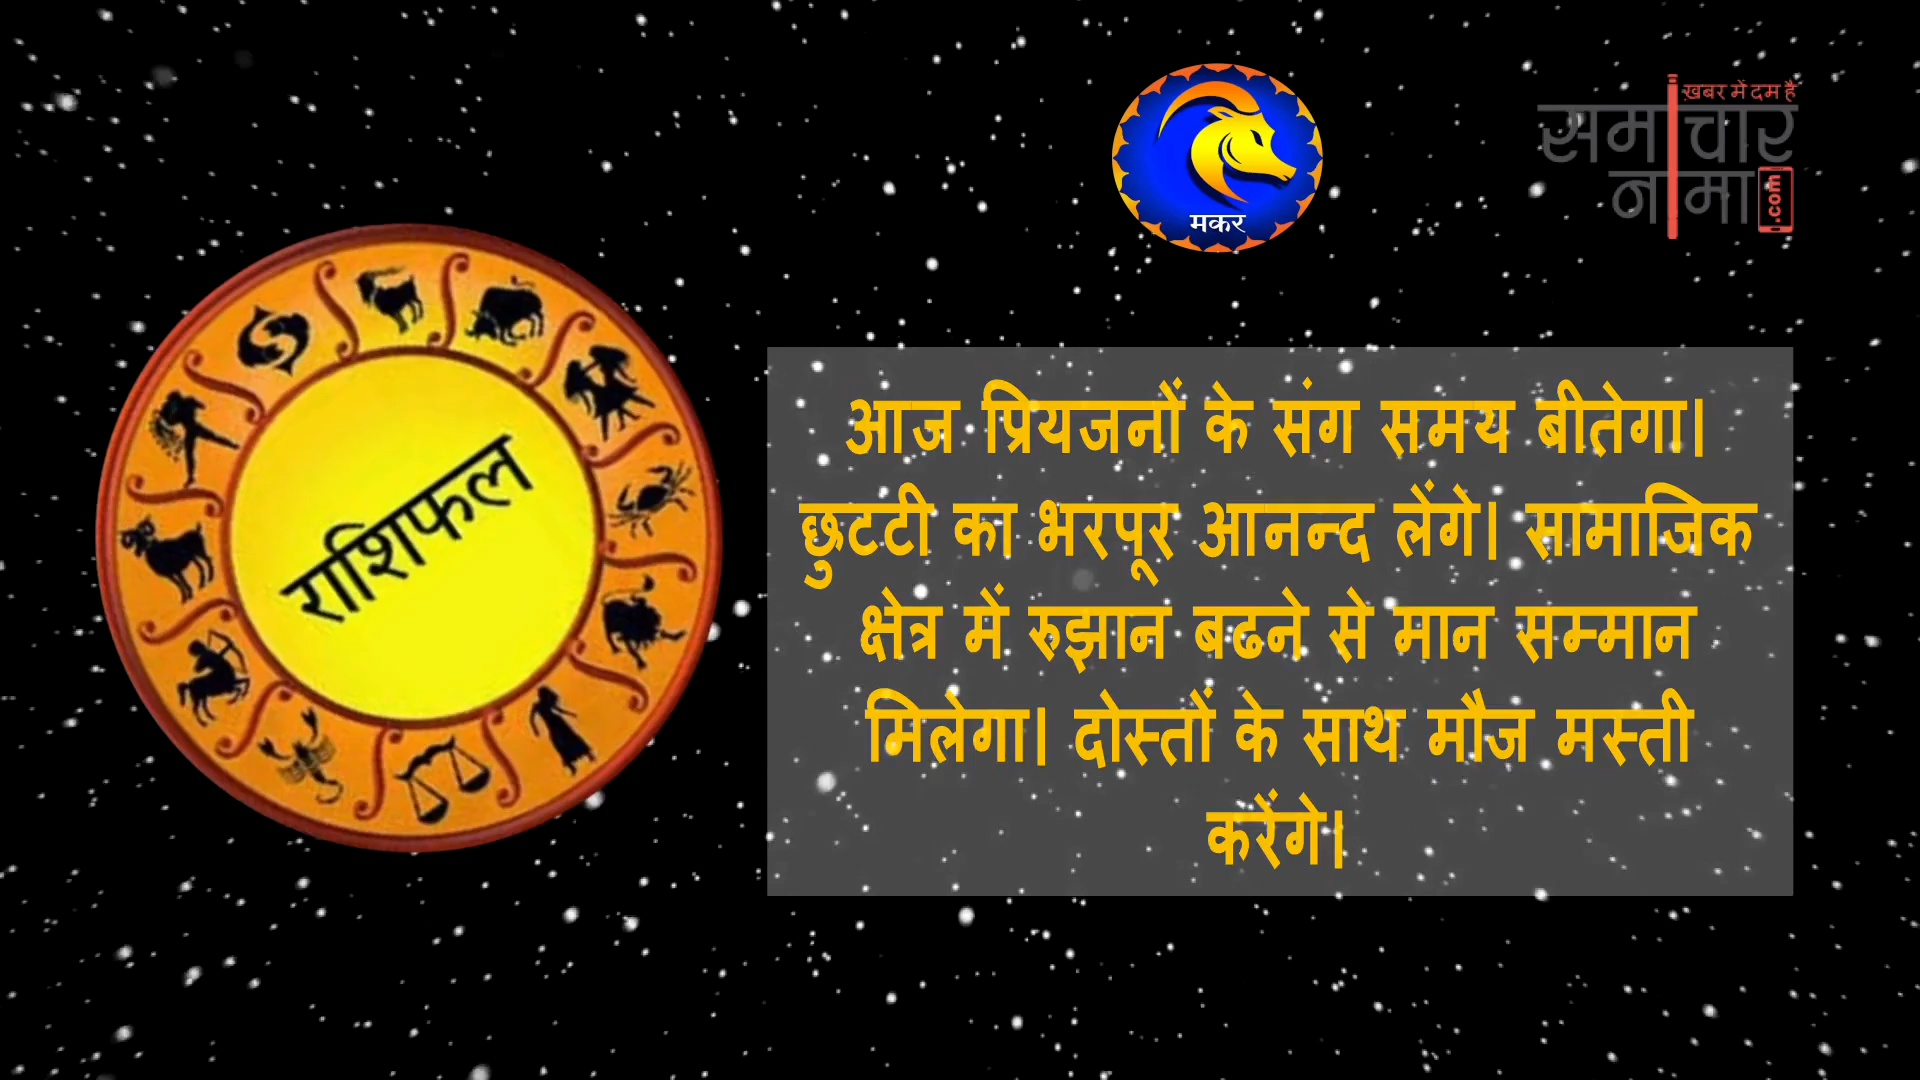 ख़बर में दम है
समाचार
नामा
.com
मकर
राशिफल
आज प्रियजनों के संग समय बीतेगा।
छुटटी का भरपूर आनन्द लेंगे। सामाजिक
क्षेत्र में रुझान बढने से मान सम्मान
मिलेगा। दोस्तों के साथ मौज मस्ती
करेंगे।